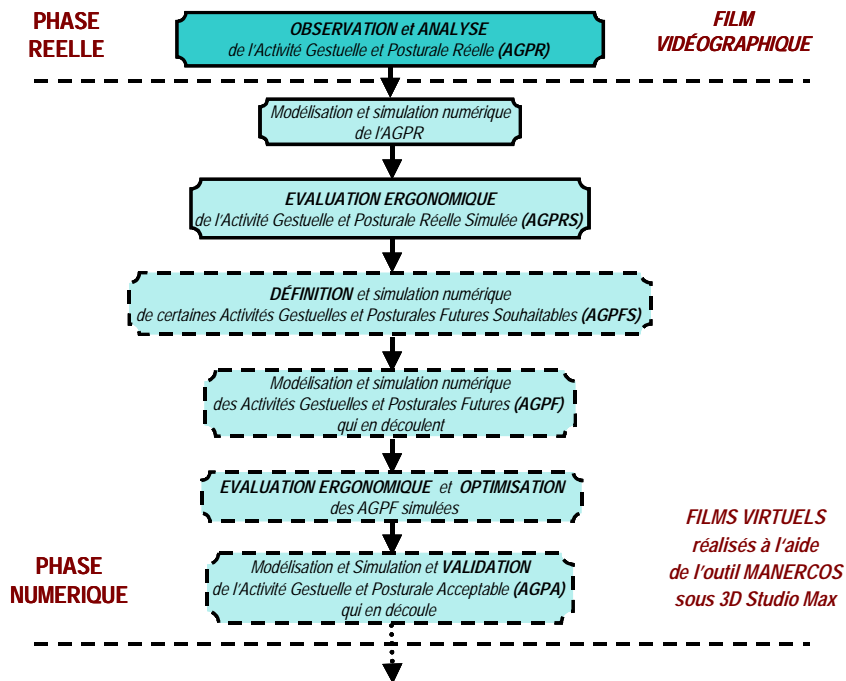 PHASE
REELLE
OBSERVATION et ANALYSE
de l'Activité Gestuelle et Posturale Réelle (AGPR)
FILM
VIDÉOGRAPHIQUE
Modélisation et simulation numérique
de l'AGPR
EVALUATION ERGONOMIQUE
de l'Activité Gestuelle et Posturale Réelle Simulée (AGPRS)
DÉFINITION et simulation numérique
de certaines Activités Gestuelles et Posturales Futures Souhaitables (AGPFS)
Modélisation et simulation numérique
des Activités Gestuelles et Posturales Futures (AGPF)
qui en découlent
EVALUATION ERGONOMIQUE et OPTIMISATION
des AGPF simulées
Modélisation et Simulation et VALIDATION
de l'Activité Gestuelle et Posturale Acceptable (AGPA)
qui en découle
PHASE
NUMERIQUE
FILMS VIRTUELS
réalisés à l'aide
de l'outil MANERCOS
sous 3D Studio Max